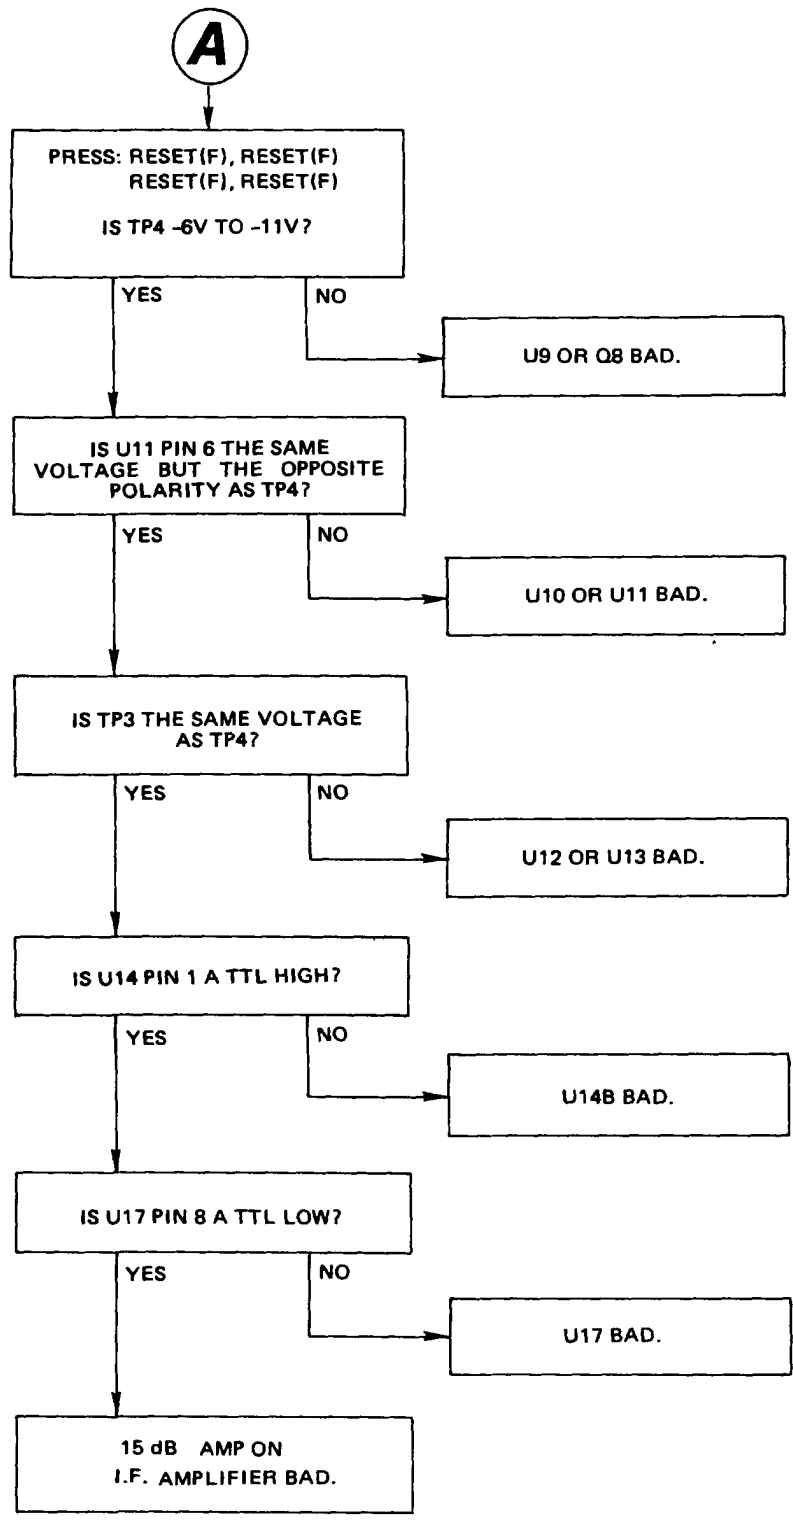 A
PRESS: RESET(F), RESET(F)
RESET(F), RESET(F)
IS TP4 -6V TO -11V?
YES
NO
U9 OR Q8 BAD.
IS U11 PIN 6 THE SAME
VOLTAGE BUT THE OPPOSITE
POLARITY AS TP4?
YES
NO
U10 OR U11 BAD.
IS TP3 THE SAME VOLTAGE
AS TP4?
YES
NO
U12 OR U13 BAD.
IS U14 PIN 1 A TTL HIGH?
YES
NO
U14B BAD.
IS U17 PIN 8 A TTL LOW?
YES
NO
U17 BAD.
15 dB AMP ON
I.F. AMPLIFIER BAD.